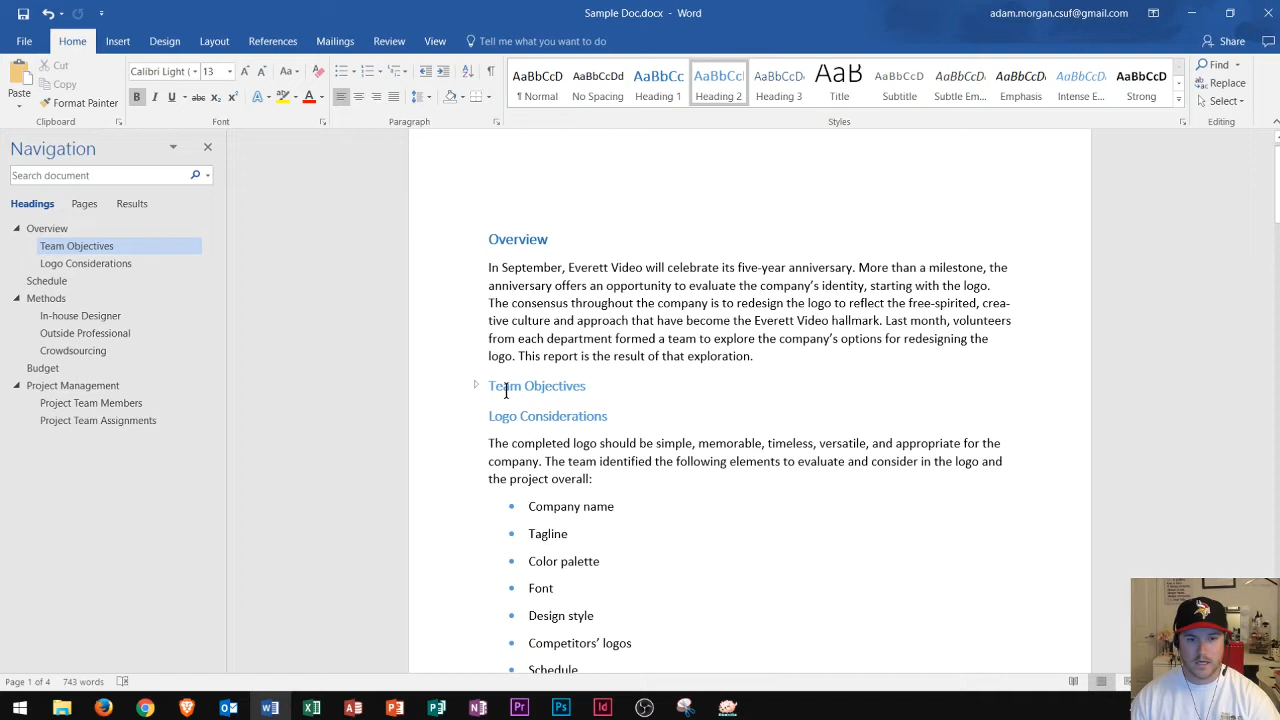 Sample Doc.docx - Word
adam.morgan.csuf@gmail.com
File Home Insert Design Layout References Mailings Review View Tell me what you want to do Share
Paste
Cut
Copy
Format Painter
Clipboard
Calibri Light ( 13
Font
Paragraph
AaBbCcD AaBbCcDd AaBbCc AaBbCcI AaBbCcD AaB AaBbCcD AaBbCcD AaBbCcD AaBbCcD AaBbCcD
¶ Normal No Spacing Heading 1 Heading 2 Heading 3 Title Subtitle Subtle Em... Emphasis Intense E... Strong
Styles
Find
Replace
Select
Editing
Navigation
Search document
Headings Pages Results
Overview
Team Objectives
Logo Considerations
Schedule
Methods
In-house Designer
Outside Professional
Crowdsourcing
Budget
Project Management
Project Team Members
Project Team Assignments
Overview
In September, Everett Video will celebrate its five-year anniversary. More than a milestone, the
anniversary offers an opportunity to evaluate the company's identity, starting with the logo.
The consensus throughout the company is to redesign the logo to reflect the free-spirited, crea-
tive culture and approach that have become the Everett Video hallmark. Last month, volunteers
from each department formed a team to explore the company's options for redesigning the
logo. This report is the result of that exploration.
Team Objectives
Logo Considerations
The completed logo should be simple, memorable, timeless, versatile, and appropriate for the
company. The team identified the following elements to evaluate and consider in the logo and
the project overall:
• Company name
• Tagline
• Color palette
• Font
• Design style
• Competitors' logos
• Schedule
Page 1 of 4 743 words